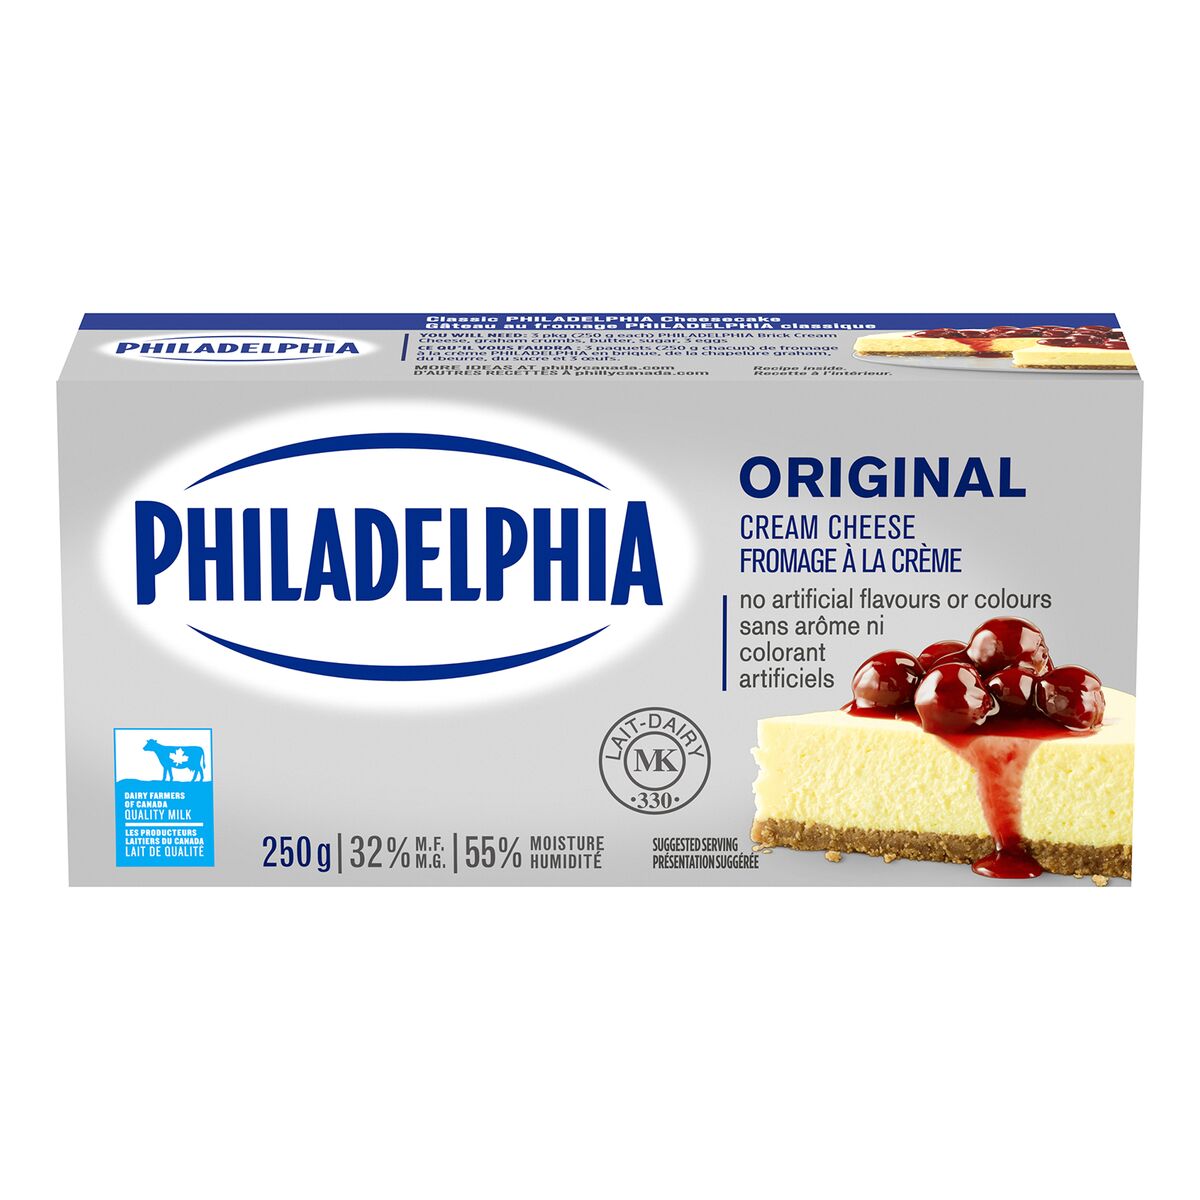 Classic PHILADELPHIA Cheesecake
Gâteau au fromage PHILADELPHIA classique
PHILADELPHIA
YOU WILL NEED: 3 pkg (250 g each) PHILADELPHIA Brick Cream
Cheese, graham crumbs, butter, sugar, 3 eggs
CE QU'IL VOUS FAUDRA : 3 paquets (250 g chacun) de fromage
à la crème PHILADELPHIA en brique, de la chapelure graham,
du beurre, du sucre et 3 œufs.
MORE IDEAS AT phillycanada.com
D'AUTRES RECETTES À phillycanada.com
Recipe inside.
Recette à l'intérieur.
PHILADELPHIA
ORIGINAL
CREAM CHEESE
FROMAGE À LA CRÈME
no artificial flavours or colours
sans arôme ni
colorant
artificiels
LAIT-DAIRY
MK
·330·
DAIRY FARMERS
OF CANADA
QUALITY MILK
LES PRODUCTEURS
LAITIERS DU CANADA
LAIT DE QUALITÉ
250 g 32% M.F. M.G. 55% MOISTURE HUMIDITÉ
SUGGESTED SERVING
PRÉSENTATION SUGGÉRÉE